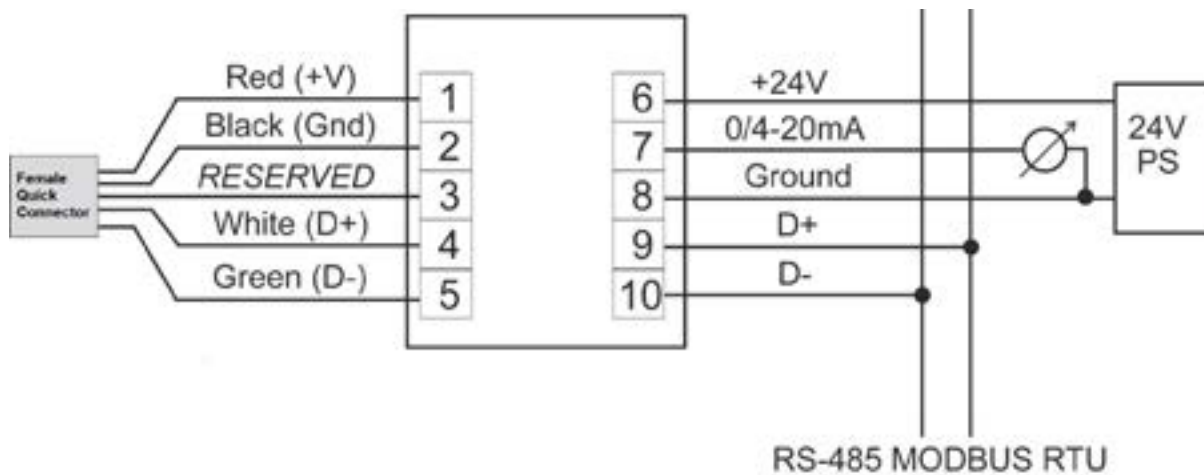 Red (+V)
Black (Gnd)
RESERVED
White (D+)
Green (D-)
Female
Quick
Connector
1
2
3
4
5
6
7
8
9
10
+24V
0/4-20mA
Ground
D+
D-
24V
PS
RS-485 MODBUS RTU